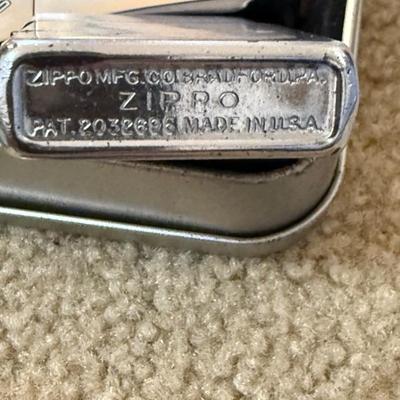 ZIPPO MFG. CO. BRADFORD, PA.
ZIPPO
PAT. 2032695 MADE IN U.S.A.